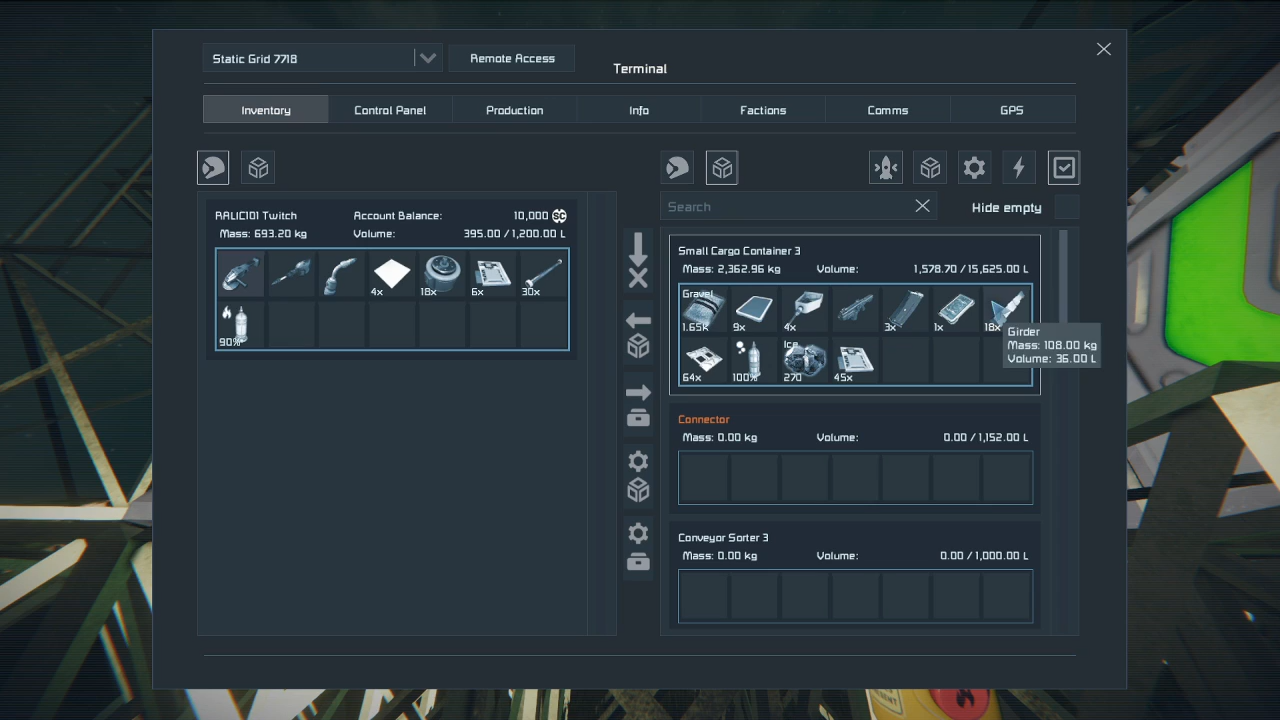 Static Grid 7718
Remote Access
Terminal
Inventory
Control Panel
Production
Info
Factions
Comms
GPS
Search
Hide empty
RALIC101 Twitch
Account Balance:
10,000 SC
Mass: 693.20 kg
Volume:
395.00 / 1,200.00 L
4x
18x
6x
30x
90%
Small Cargo Container 3
Mass: 2,362.96 kg
Volume:
1,578.70 / 15,625.00 L
Gravel
1.65K
9x
4x
3x
1x
18x
Girder
Mass: 108.00 kg
Volume: 36.00 L
64x
100%
Ice
270
45x
Connector
Mass: 0.00 kg
Volume:
0.00 / 1,152.00 L
Conveyor Sorter 3
Mass: 0.00 kg
Volume:
0.00 / 1,000.00 L